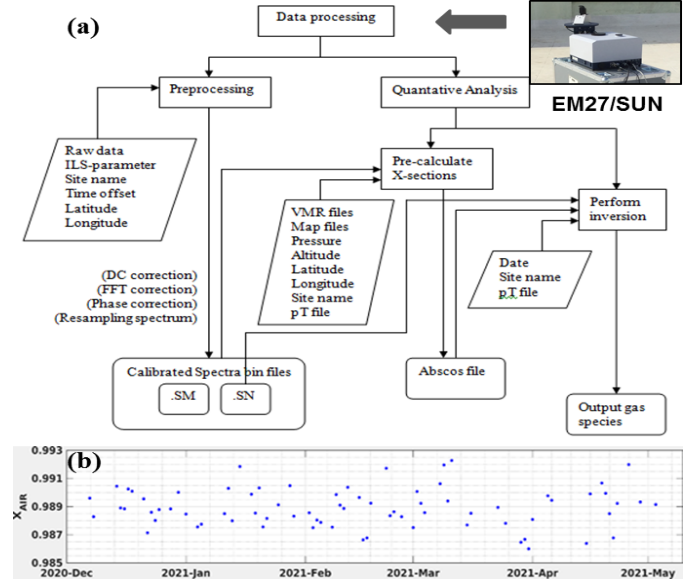 (a)
Data processing
EM27/SUN
Preprocessing
Quantative Analysis
Raw data
ILS-parameter
Site name
Time offset
Latitude
Longitude
Pre-calculate
X-sections
VMR files
Map files
Pressure
Altitude
Latitude
Longitude
Site name
pT file
Perform
inversion
Date
Site name
pT file
(DC correction)
(FFT correction)
(Phase correction)
(Resampling spectrum)
Calibrated Spectra bin files
.SM
.SN
Abscos file
Output gas
species
(b)
X_AIR
0.993
0.991
0.989
0.987
0.985
2020-Dec
2021-Jan
2021-Feb
2021-Mar
2021-Apr
2021-May